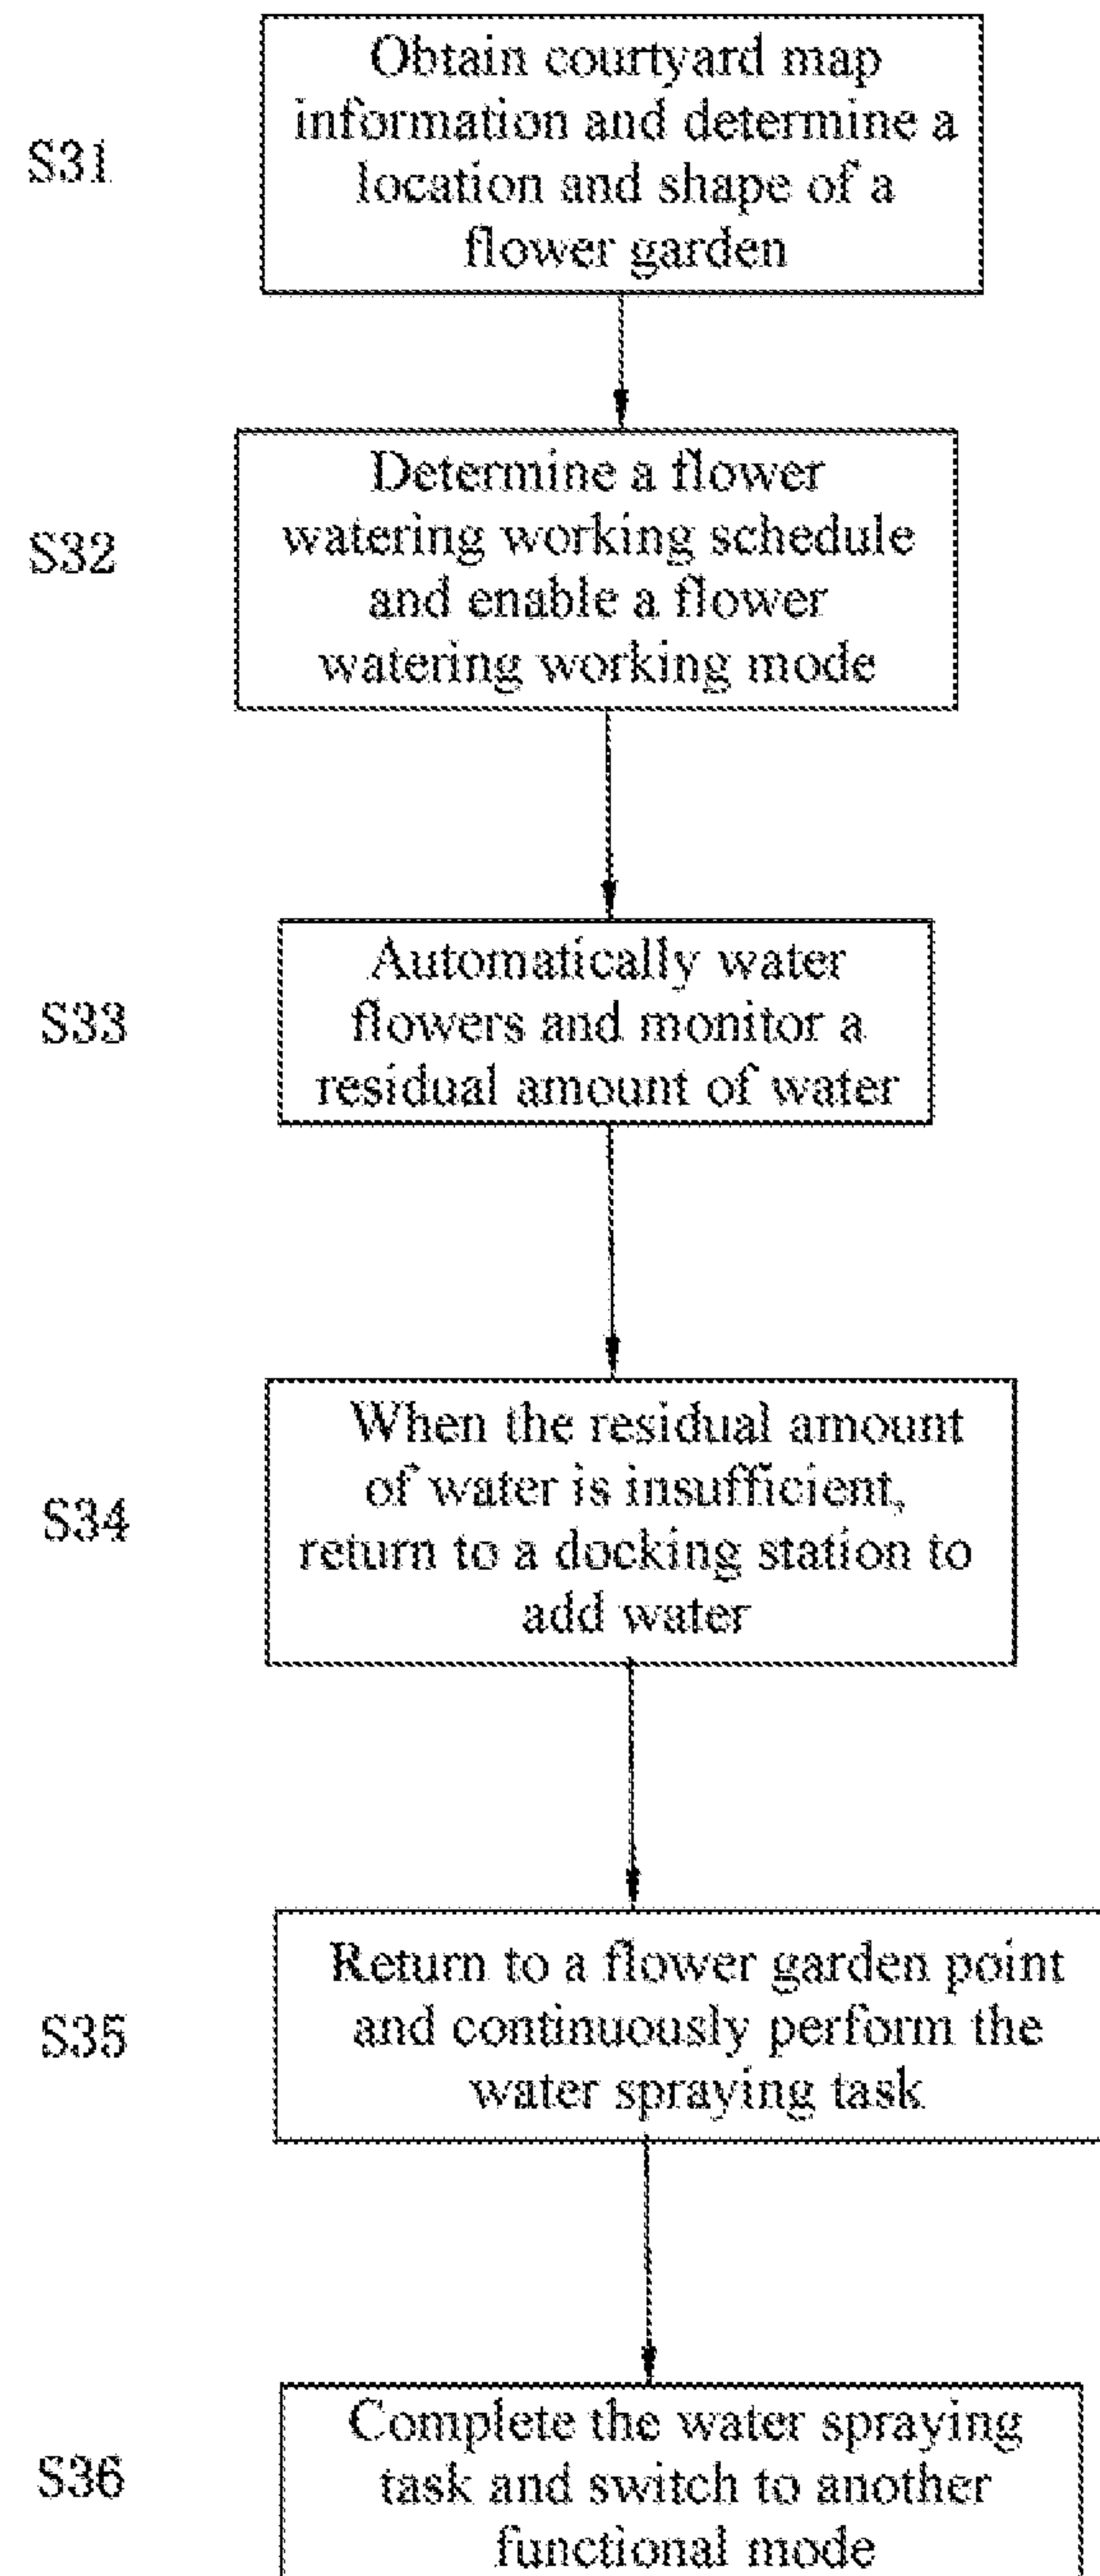 S31
Obtain courtyard map
information and determine a
location and shape of a
flower garden
S32
Determine a flower
watering working schedule
and enable a flower
watering working mode
S33
Automatically water
flowers and monitor a
residual amount of water
S34
When the residual amount
of water is insufficient,
return to a docking station to
add water
S35
Return to a flower garden point
and continuously perform the
water spraying task
S36
Complete the water spraying
task and switch to another
functional mode